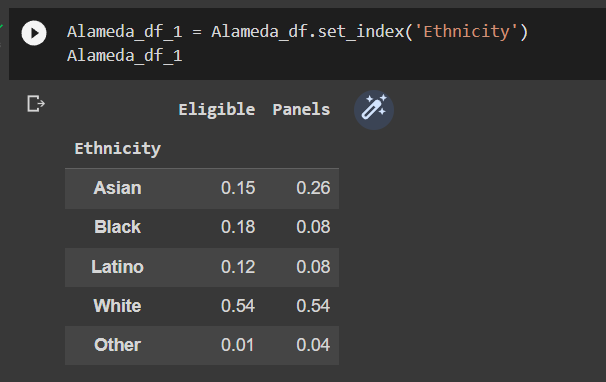 Alameda_df_1 = Alameda_df.set_index('Ethnicity')
Alameda_df_1
Eligible Panels
Ethnicity
Asian 0.15 0.26
Black 0.18 0.08
Latino 0.12 0.08
White 0.54 0.54
Other 0.01 0.04